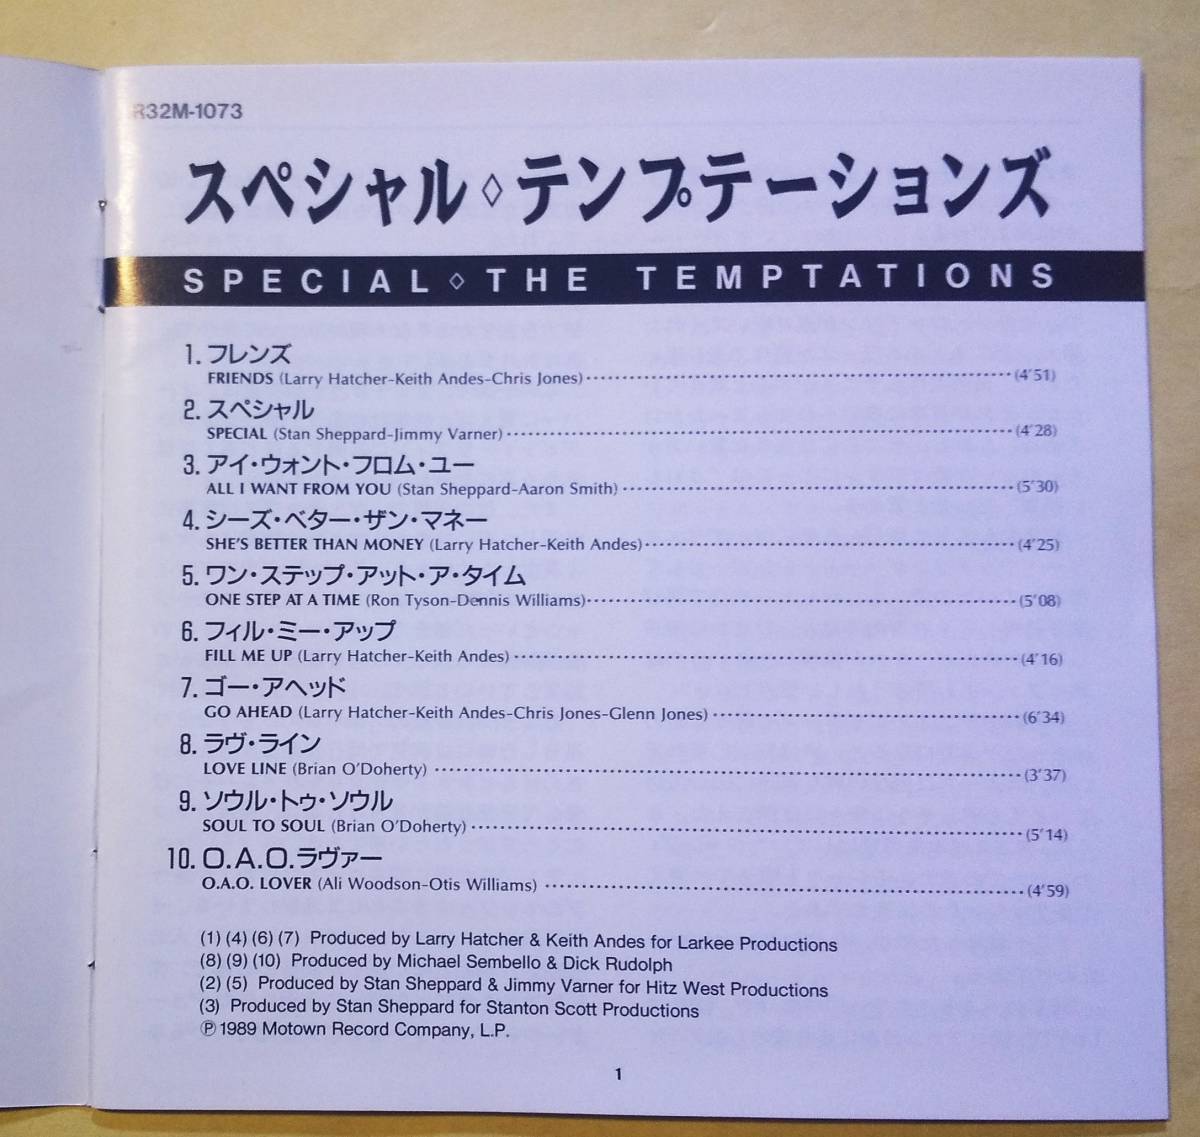 R32M-1073
スペシャル◇テンプテーションズ
SPECIAL◇THE TEMPTATIONS
1. フレンズ
FRIENDS (Larry Hatcher-Keith Andes-Chris Jones) (4'51)
2. スペシャル
SPECIAL (Stan Sheppard-Jimmy Varner) (4'28)
3. アイ・ウォント・フロム・ユー
ALL I WANT FROM YOU (Stan Sheppard-Aaron Smith) (5'30)
4. シーズ・ベター・ザン・マネー
SHE'S BETTER THAN MONEY (Larry Hatcher-Keith Andes) (4'25)
5. ワン・ステップ・アット・ア・タイム
ONE STEP AT A TIME (Ron Tyson-Dennis Williams) (5'08)
6. フィル・ミー・アップ
FILL ME UP (Larry Hatcher-Keith Andes) (4'16)
7. ゴー・アヘッド
GO AHEAD (Larry Hatcher-Keith Andes-Chris Jones-Glenn Jones) (6'34)
8. ラヴ・ライン
LOVE LINE (Brian O'Doherty) (3'37)
9. ソウル・トゥ・ソウル
SOUL TO SOUL (Brian O'Doherty) (5'14)
10. O.A.O.ラヴァー
O.A.O. LOVER (Ali Woodson-Otis Williams) (4'59)
(1) (4) (6) (7) Produced by Larry Hatcher & Keith Andes for Larkee Productions
(8) (9) (10) Produced by Michael Sembello & Dick Rudolph
(2) (5) Produced by Stan Sheppard & Jimmy Varner for Hitz West Productions
(3) Produced by Stan Sheppard for Stanton Scott Productions
℗ 1989 Motown Record Company, L.P.
1